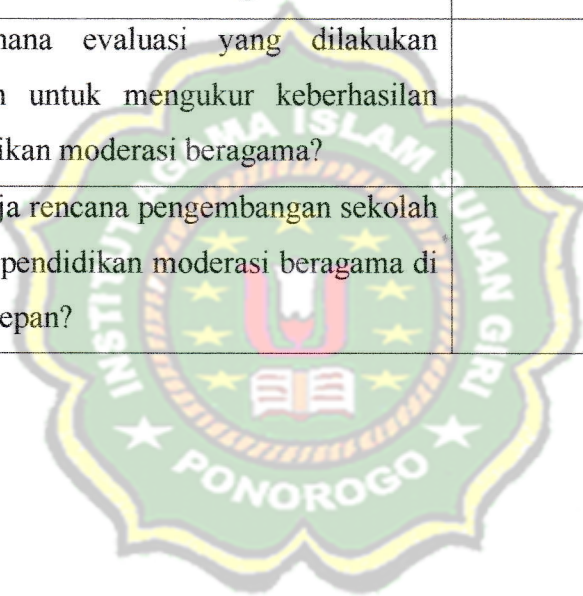 mana evaluasi yang dilakukan
untuk mengukur keberhasilan
ikan moderasi beragama?
ja rencana pengembangan sekolah
pendidikan moderasi beragama di
epan?
INSTITUT AGAMA ISLAM SUNAN GIRI
PONOROGO